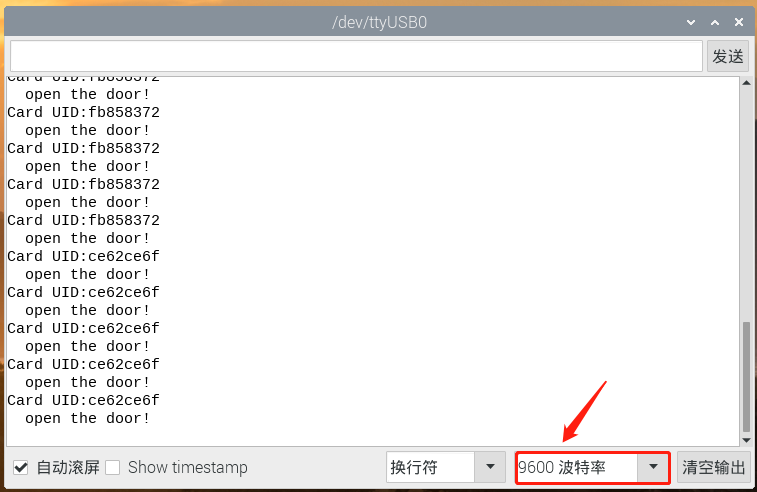 /dev/ttyUSB0
发送
Card UID:fb858372
  open the door!
Card UID:fb858372
  open the door!
Card UID:fb858372
  open the door!
Card UID:fb858372
  open the door!
Card UID:fb858372
  open the door!
Card UID:ce62ce6f
  open the door!
Card UID:ce62ce6f
  open the door!
Card UID:ce62ce6f
  open the door!
Card UID:ce62ce6f
  open the door!
Card UID:ce62ce6f
  open the door!
自动滚屏 Show timestamp 换行符 9600 波特率 清空输出